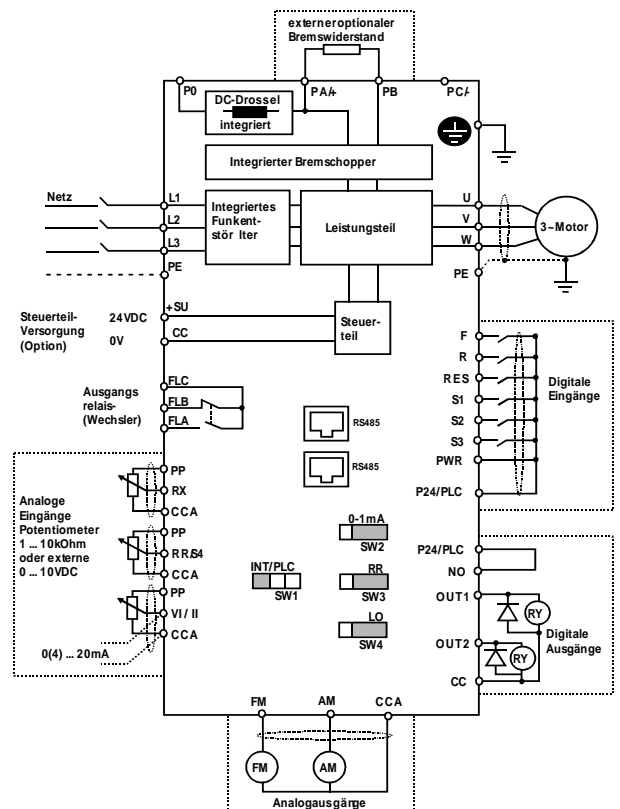 externer optionaler
Bremswiderstand
P0
PA/+
PB
PC/-
DC-Drossel
integriert
Integrierter Bremschopper
Netz
L1
L2
L3
PE
Integriertes
Funkent-
stör lter
Leistungsteil
U
V
W
PE
3~Motor
Steuerteil-
Versorgung
(Option)
24VDC
0V
+SU
CC
Steuer-
teil
Ausgangs
relais-
(Wechsler)
FLC
FLB
FLA
RS485
RS485
F
R
RES
S1
S2
S3
PWR
P24/PLC
Digitale
Eingänge
Analoge
Eingänge
Potentiometer
1 ... 10kOhm
oder externe
0 ... 10VDC
0(4) ... 20mA
PP
RX
CCA
PP
RR/S4
CCA
PP
VI / II
CCA
0-1mA
SW2
INT/PLC
SW1
RR
SW3
LO
SW4
P24/PLC
NO
OUT1
RY
OUT2
RY
CC
Digitale
Ausgänge
FM
AM
CCA
FM
AM
Analogausgänge